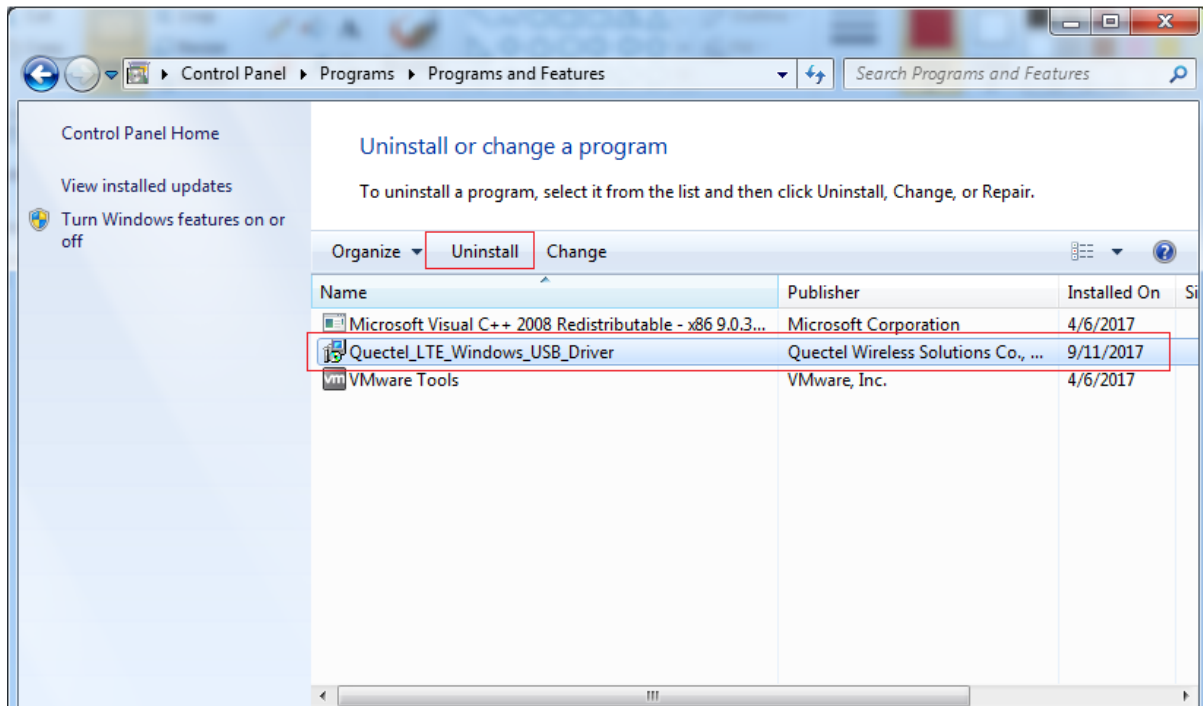 Control Panel ▸ Programs ▸ Programs and Features
Search Programs and Features
Control Panel Home
View installed updates
Turn Windows features on or
off
Uninstall or change a program
To uninstall a program, select it from the list and then click Uninstall, Change, or Repair.
Organize Uninstall Change
Name Publisher Installed On Si
Microsoft Visual C++ 2008 Redistributable - x86 9.0.3... Microsoft Corporation 4/6/2017
Quectel_LTE_Windows_USB_Driver Quectel Wireless Solutions Co., ... 9/11/2017
vm VMware Tools VMware, Inc. 4/6/2017